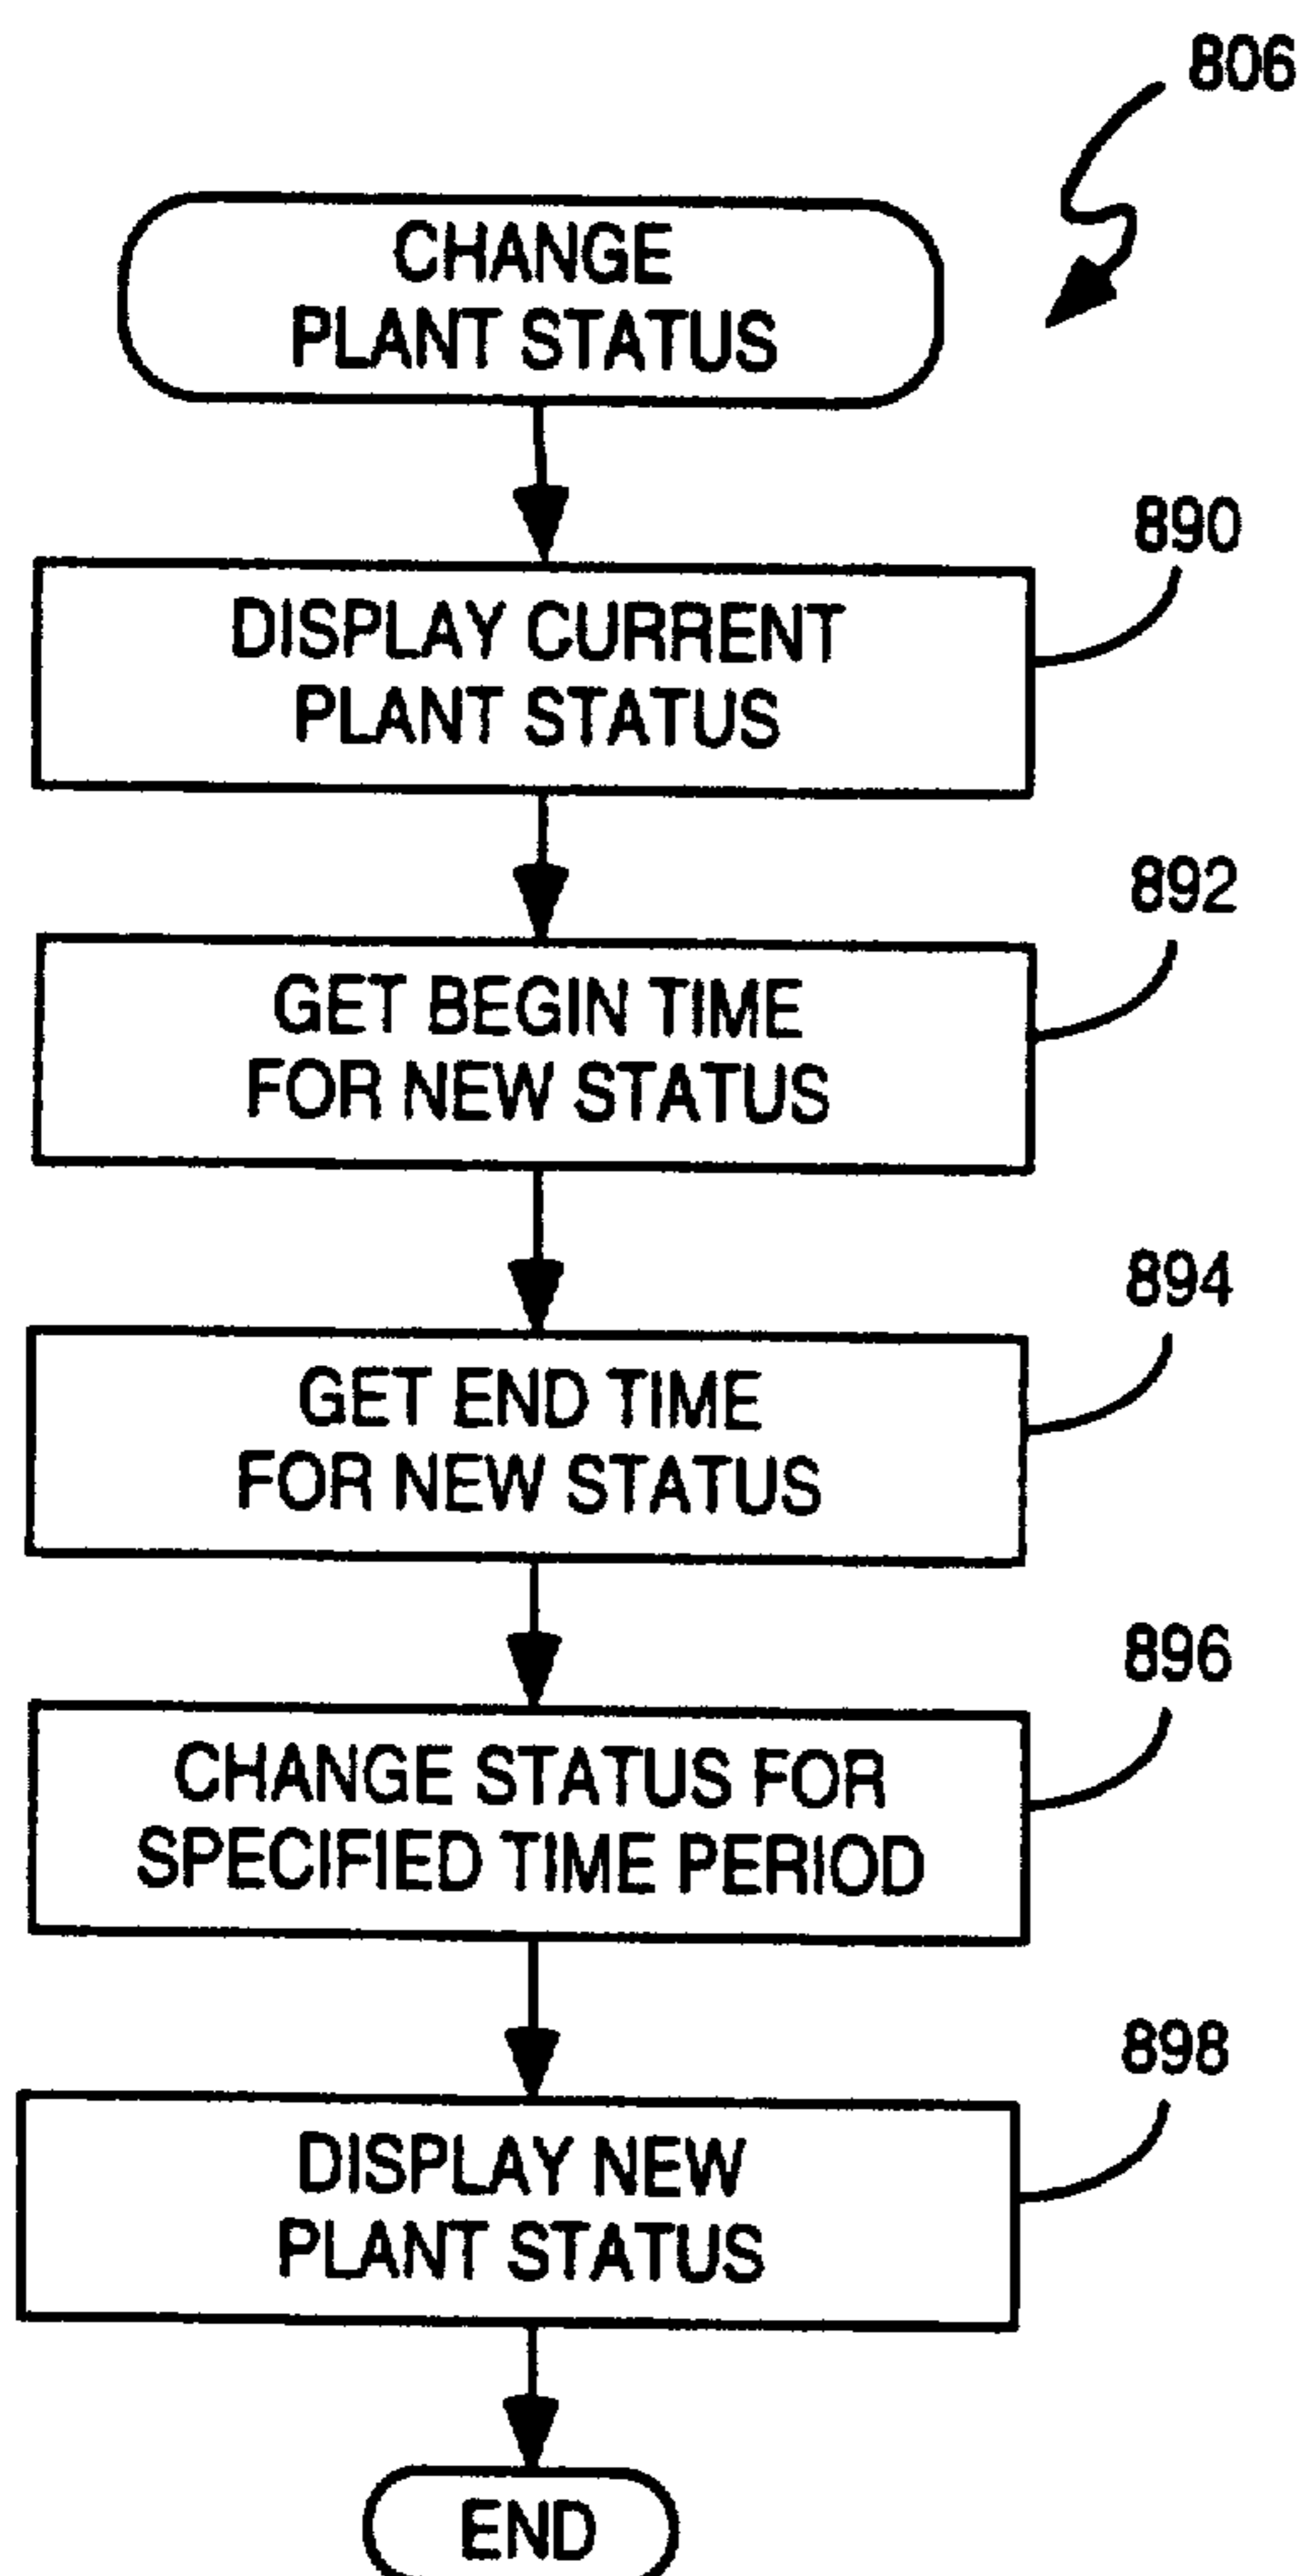 806
CHANGE
PLANT STATUS
890
DISPLAY CURRENT
PLANT STATUS
892
GET BEGIN TIME
FOR NEW STATUS
894
GET END TIME
FOR NEW STATUS
896
CHANGE STATUS FOR
SPECIFIED TIME PERIOD
898
DISPLAY NEW
PLANT STATUS
END